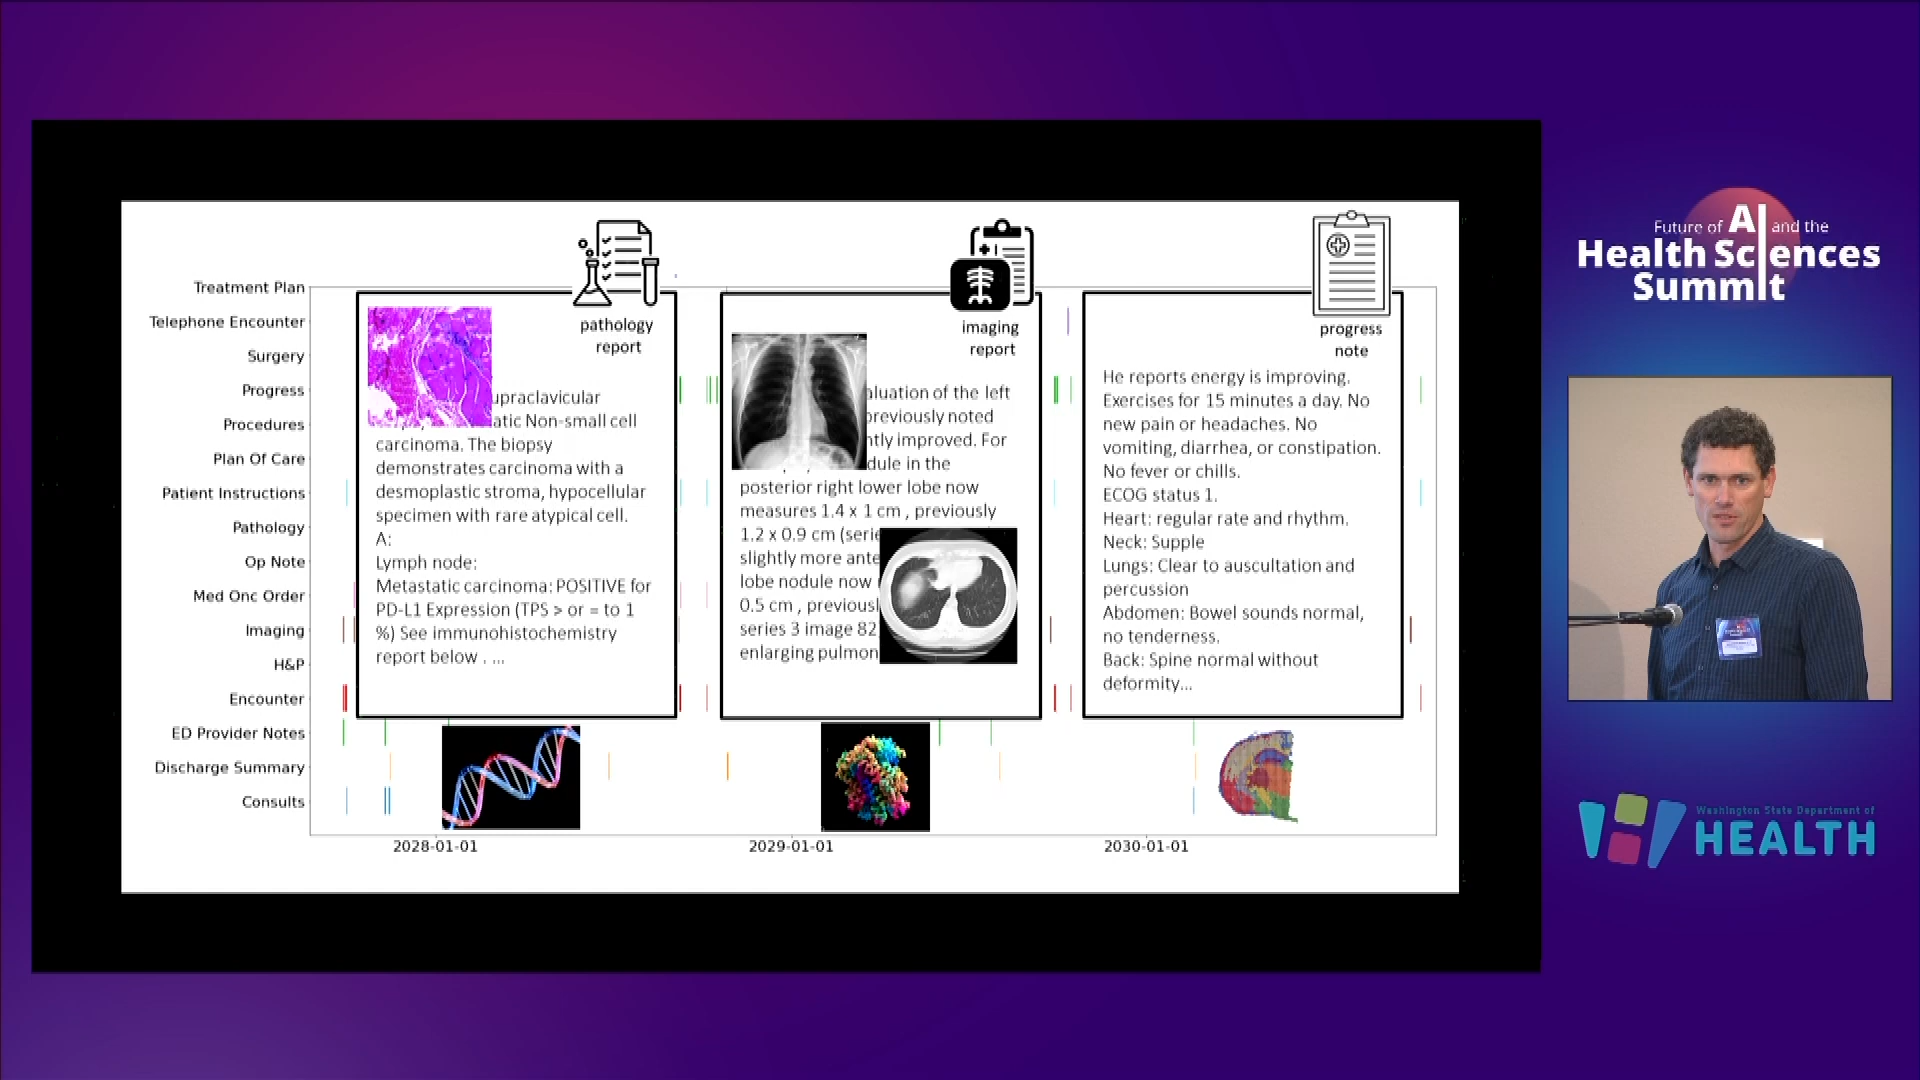 Treatment Plan
Telephone Encounter
Surgery
Progress
Procedures
Plan Of Care
Patient Instructions
Pathology
Op Note
Med Onc Order
Imaging
H&P
Encounter
ED Provider Notes
Discharge Summary
Consults
2028-01-01
2029-01-01
2030-01-01
pathology
report
upraclavicular
atic Non-small cell
carcinoma. The biopsy
demonstrates carcinoma with a
desmoplastic stroma, hypocellular
specimen with rare atypical cell.
A:
Lymph node:
Metastatic carcinoma: POSITIVE for
PD-L1 Expression (TPS > or = to 1
%) See immunohistochemistry
report below . ...
imaging
report
aluation of the left
previously noted
ntly improved. For
dule in the
posterior right lower lobe now
measures 1.4 x 1 cm , previously
1.2 x 0.9 cm (serie
slightly more ante
lobe nodule now
0.5 cm , previousl
series 3 image 82
enlarging pulmon
progress
note
He reports energy is improving.
Exercises for 15 minutes a day. No
new pain or headaches. No
vomiting, diarrhea, or constipation.
No fever or chills.
ECOG status 1.
Heart: regular rate and rhythm.
Neck: Supple
Lungs: Clear to auscultation and
percussion
Abdomen: Bowel sounds normal,
no tenderness.
Back: Spine normal without
deformity...
Future of AI and the
Health Sciences
Summit
Washington State Department of
HEALTH